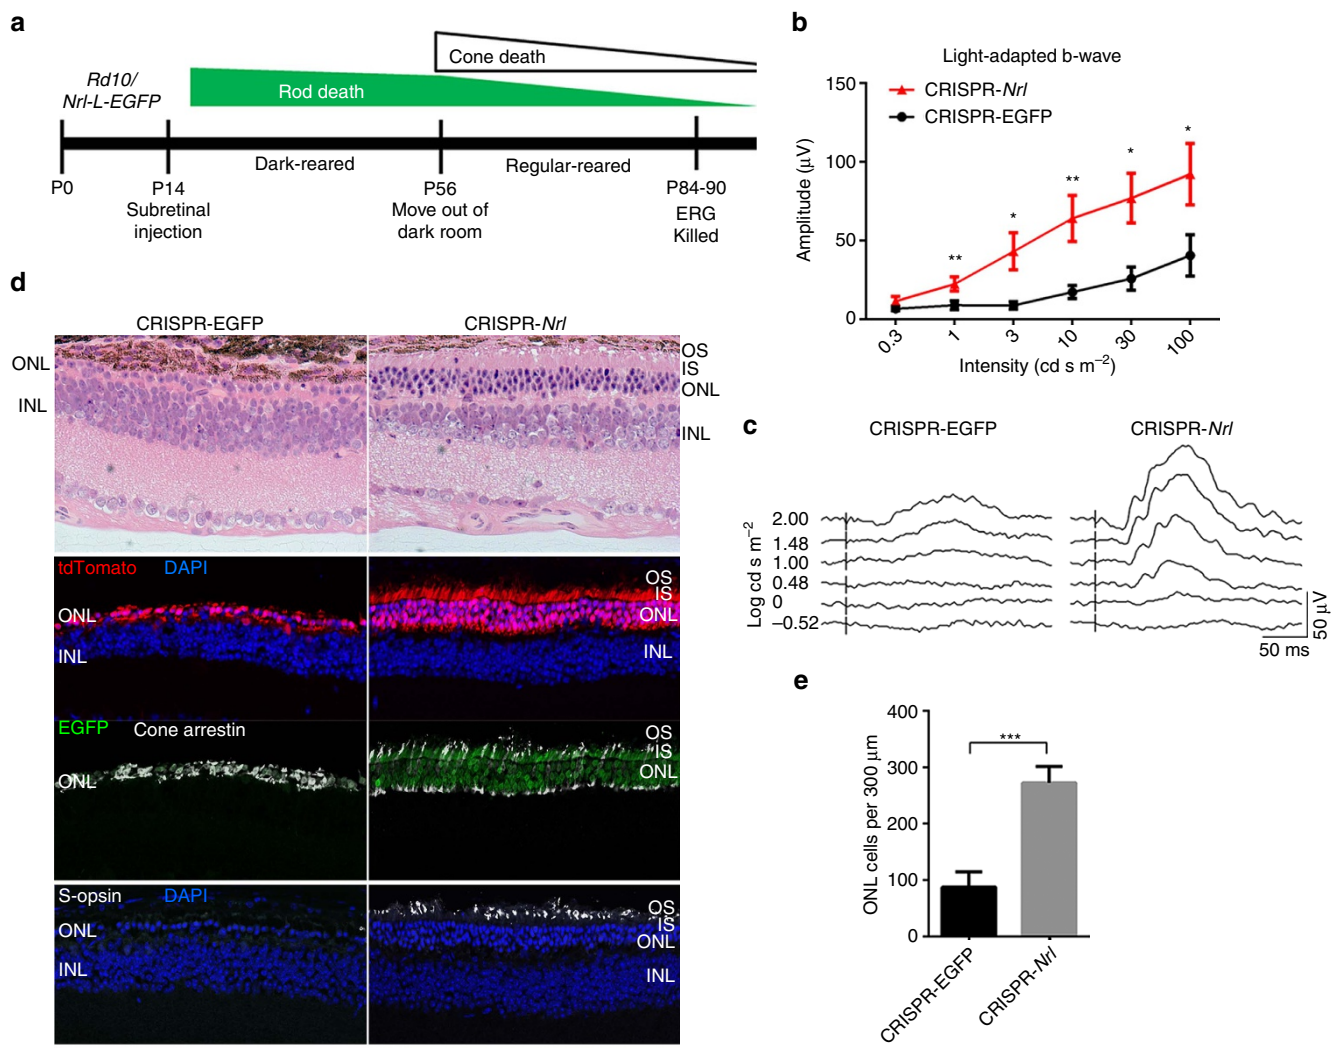 a
Cone death
Rd10/
Nrl-L-EGFP
Rod death
Dark-reared
Regular-reared
P0
P14
P56
P84-90
Subretinal
injection
Move out of
dark room
ERG
Killed
b
Light-adapted b-wave
CRISPR-Nrl
CRISPR-EGFP
Amplitude (µV)
150
100
50
0
**
*
**
*
*
0.3
1
3
10
30
100
Intensity (cd s m−2)
c
CRISPR-EGFP
CRISPR-Nrl
Log cd s m−2
2.00
1.48
1.00
0.48
0
−0.52
50 µV
50 ms
d
CRISPR-EGFP
CRISPR-Nrl
ONL
INL
OS
IS
ONL
INL
tdTomato DAPI
ONL
INL
OS
IS
ONL
INL
EGFP Cone arrestin
ONL
OS
IS
ONL
S-opsin DAPI
ONL
INL
OS
IS
ONL
INL
e
ONL cells per 300 µm
400
300
200
100
0
***
CRISPR-EGFP
CRISPR-Nrl